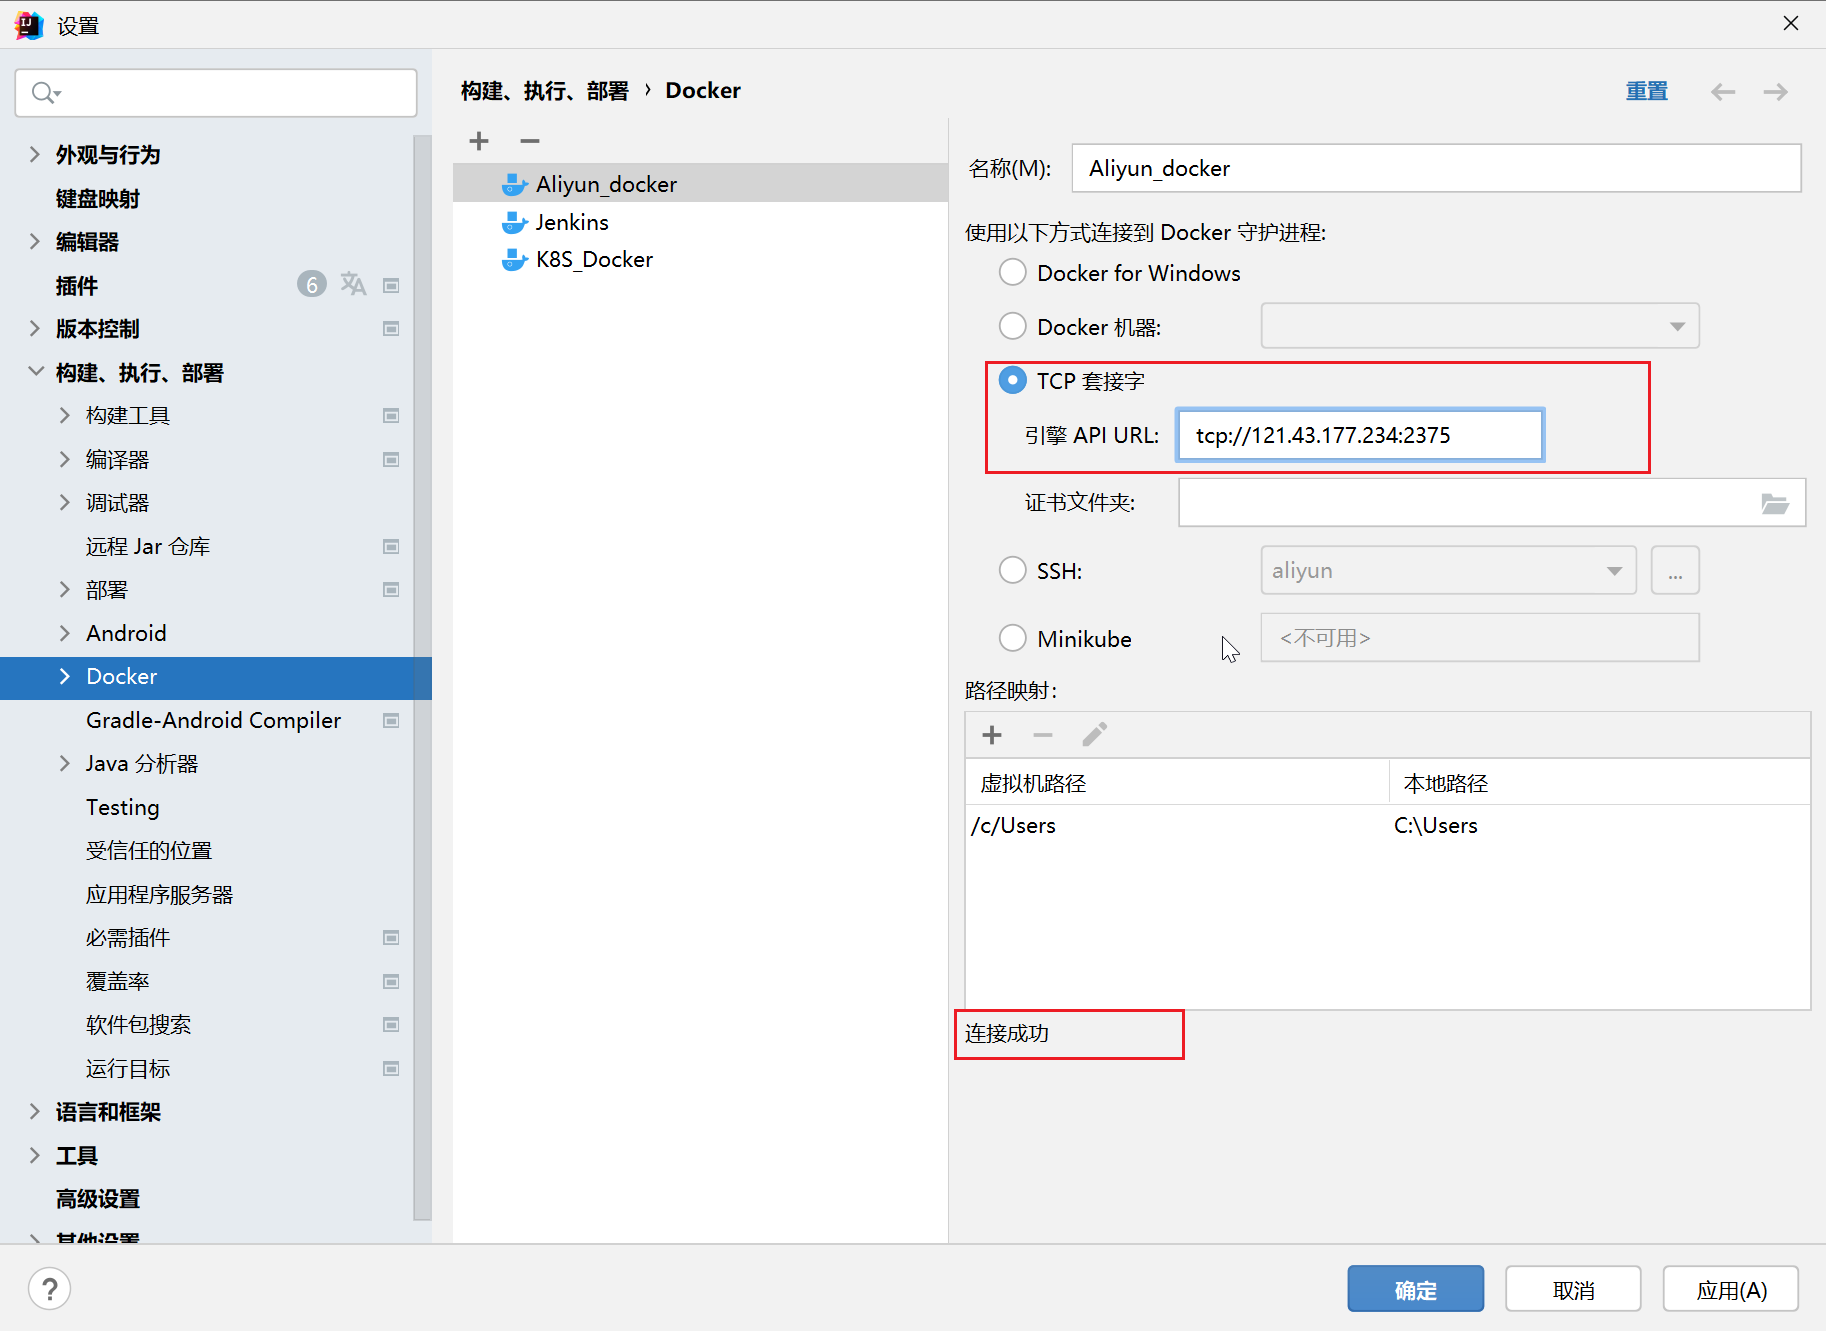 设置
外观与行为
键盘映射
编辑器
插件
6
版本控制
构建、执行、部署
构建工具
编译器
调试器
远程 Jar 仓库
部署
Android
Docker
Gradle-Android Compiler
Java 分析器
Testing
受信任的位置
应用程序服务器
必需插件
覆盖率
软件包搜索
运行目标
语言和框架
工具
高级设置
其他设置
构建、执行、部署 › Docker
重置
Aliyun_docker
Jenkins
K8S_Docker
名称(M): Aliyun_docker
使用以下方式连接到 Docker 守护进程:
Docker for Windows
Docker 机器:
TCP 套接字
引擎 API URL: tcp://121.43.177.234:2375
证书文件夹:
SSH: aliyun ...
Minikube <不可用>
路径映射:
虚拟机路径 本地路径
/c/Users C:\Users
连接成功
? 确定 取消 应用(A)